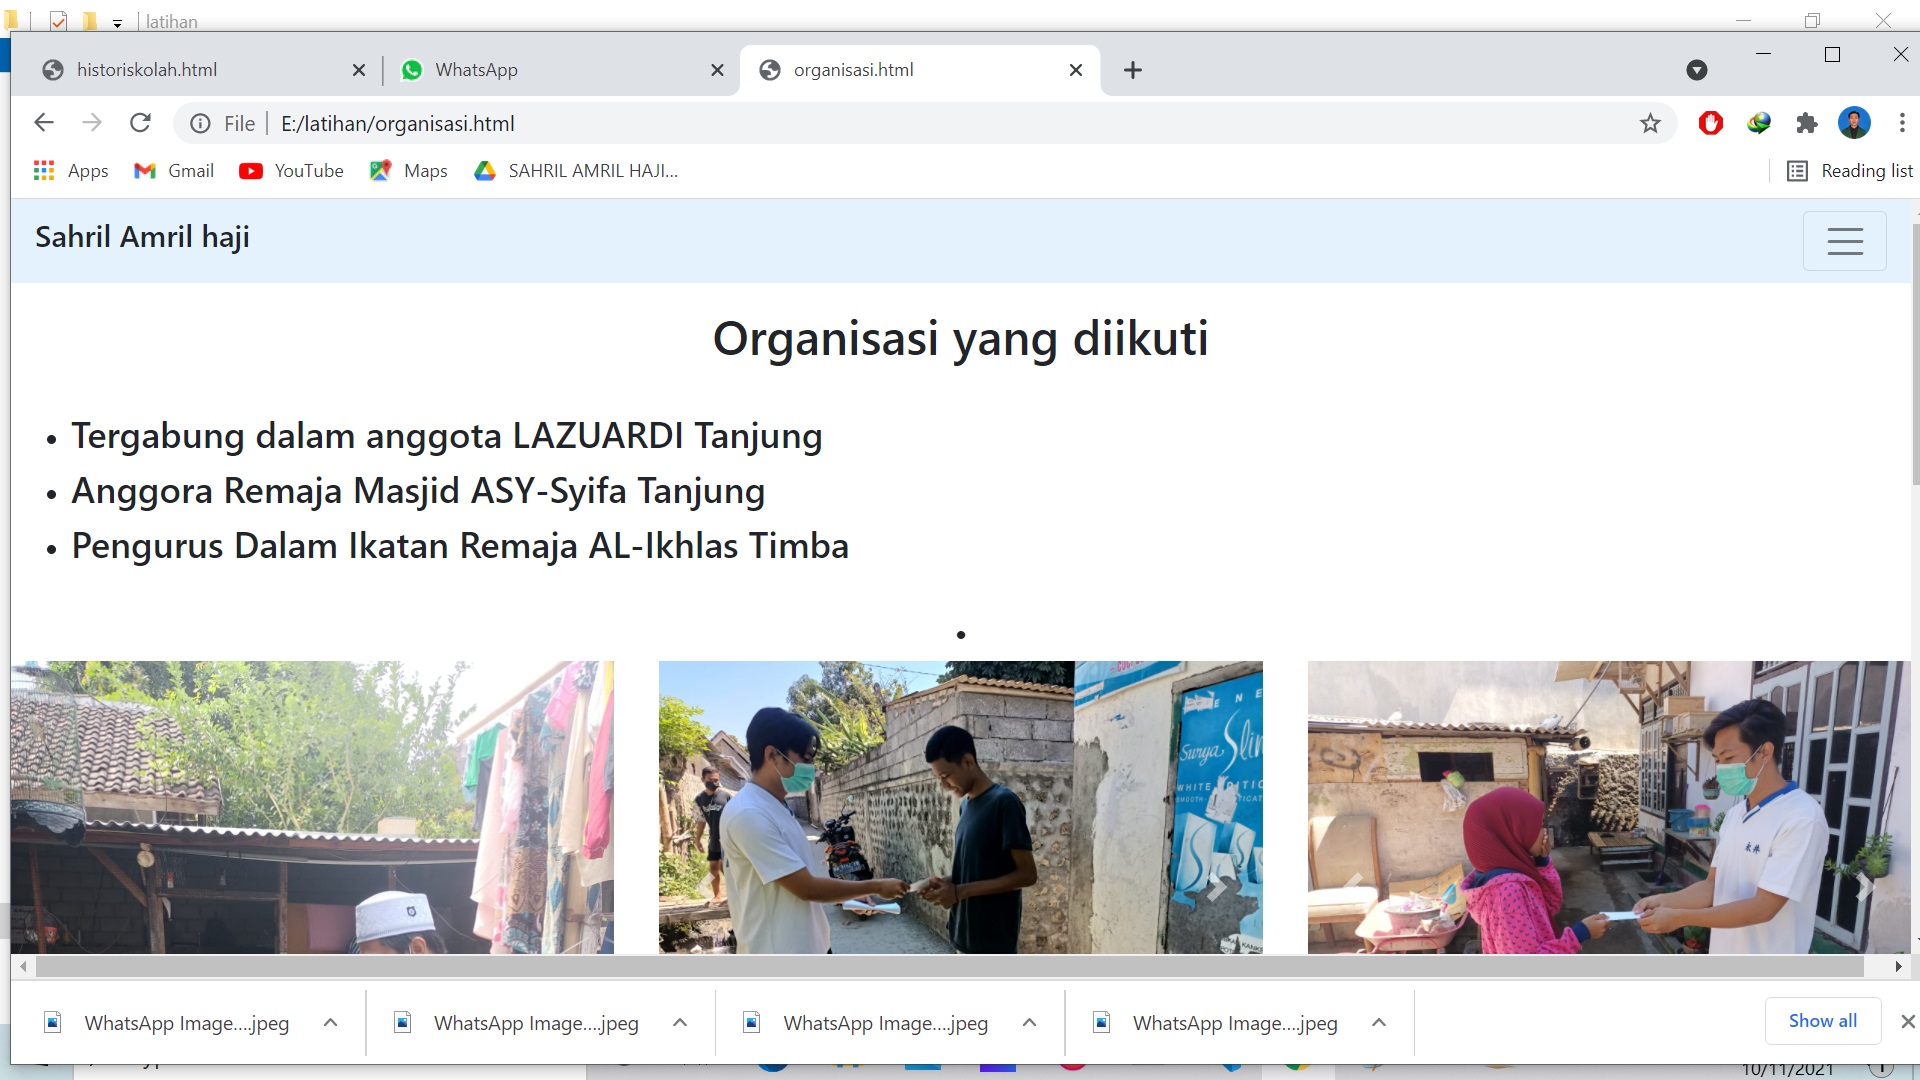 latihan
historiskolah.html
WhatsApp
organisasi.html
File
E:/latihan/organisasi.html
Apps
Gmail
YouTube
Maps
SAHRIL AMRIL HAJI...
Reading list
Sahril Amril haji
Organisasi yang diikuti
• Tergabung dalam anggota LAZUARDI Tanjung
• Anggora Remaja Masjid ASY-Syifa Tanjung
• Pengurus Dalam Ikatan Remaja AL-Ikhlas Timba
•
Surya Slim
WHITE
WhatsApp Image....jpeg
WhatsApp Image....jpeg
WhatsApp Image....jpeg
WhatsApp Image....jpeg
Show all
10/11/2021